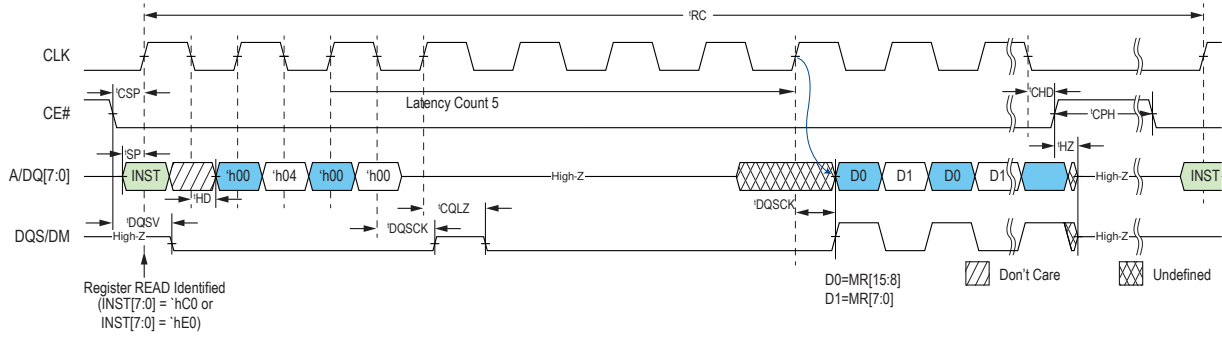 tRC
CLK
tCSP
Latency Count 5
tCHD
CE#
tCPH
tSP
tHZ
A/DQ[7:0]
INST
'h00
'h04
'h00
'h00
High-Z
D0
D1
D0
D1
High-Z
INST
tHD
tDQSV
tCQLZ
tDQSCK
tDQSCK
DQS/DM
High-Z
High-Z
Register READ Identified
(INST[7:0] = `hC0 or
INST[7:0] = `hE0)
D0=MR[15:8]
D1=MR[7:0]
Don't Care
Undefined